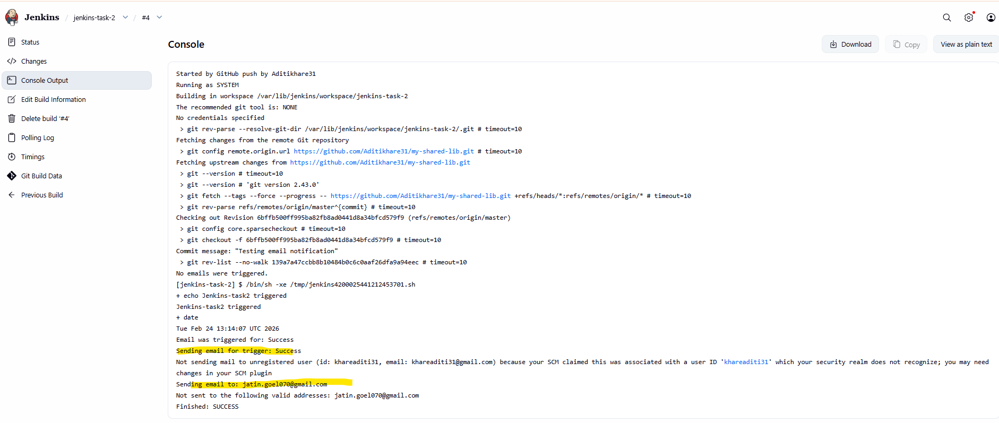 Jenkins / jenkins-task-2 / #4
Status
Changes
Console Output
Edit Build Information
Delete build ‘#4’
Polling Log
Timings
Git Build Data
Previous Build
Console
Download
Copy
View as plain text
Started by GitHub push by Aditikhare31
Running as SYSTEM
Building in workspace /var/lib/jenkins/workspace/jenkins-task-2
The recommended git tool is: NONE
No credentials specified
> git rev-parse --resolve-git-dir /var/lib/jenkins/workspace/jenkins-task-2/.git # timeout=10
Fetching changes from the remote Git repository
> git config remote.origin.url https://github.com/Aditikhare31/my-shared-lib.git # timeout=10
Fetching upstream changes from https://github.com/Aditikhare31/my-shared-lib.git
> git --version # timeout=10
> git --version # 'git version 2.43.0'
> git fetch --tags --force --progress -- https://github.com/Aditikhare31/my-shared-lib.git +refs/heads/*:refs/remotes/origin/* # timeout=10
> git rev-parse refs/remotes/origin/master^{commit} # timeout=10
Checking out Revision 6bffb500ff995ba82fb8ad0441d8a34bfcd579f9 (refs/remotes/origin/master)
> git config core.sparsecheckout # timeout=10
> git checkout -f 6bffb500ff995ba82fb8ad0441d8a34bfcd579f9 # timeout=10
Commit message: "Testing email notification"
> git rev-list --no-walk 139a7a47ccbb8b10484b0c6c0aaf26dfa9a94eec # timeout=10
No emails were triggered.
[jenkins-task-2] $ /bin/sh -xe /tmp/jenkins4200025441212453701.sh
+ echo Jenkins-task2 triggered
Jenkins-task2 triggered
+ date
Tue Feb 24 13:14:07 UTC 2026
Email was triggered for: Success
Sending email for trigger: Success
Not sending mail to unregistered user (id: khareaditi31, email: khareaditi31@gmail.com) because your SCM claimed this was associated with a user ID 'khareaditi31' which your security realm does not recognize; you may need
changes in your SCM plugin
Sending email to: jatin.goel070@gmail.com
Not sent to the following valid addresses: jatin.goel070@gmail.com
Finished: SUCCESS